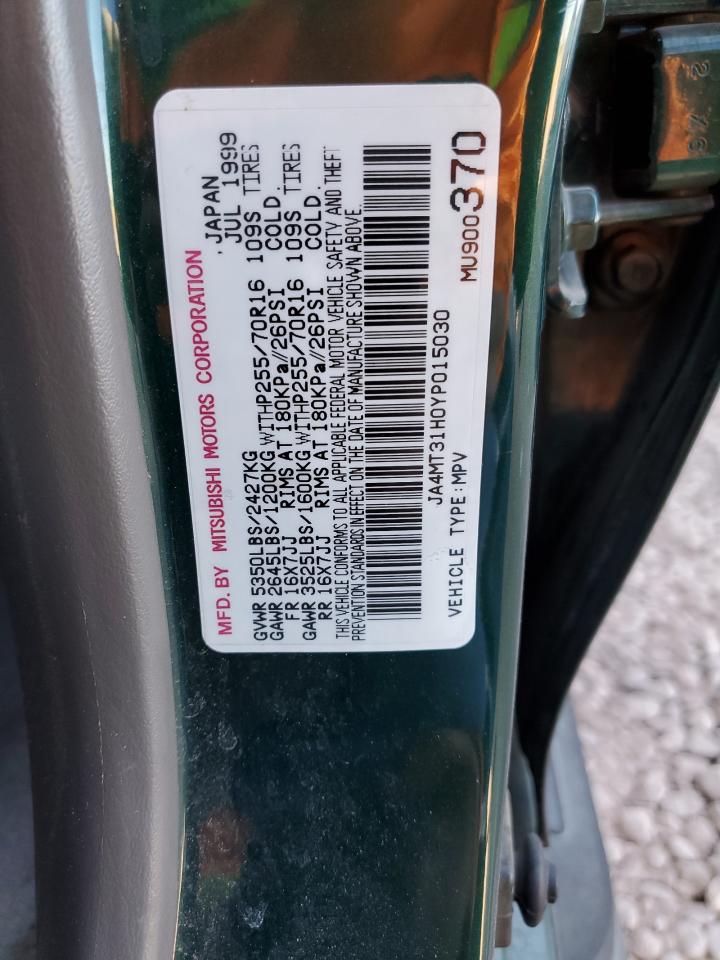 MFD. BY MITSUBISHI MOTORS CORPORATION, JAPAN
JUL 1999
GVWR 5350LBS/2427KG
GAWR 2645LBS/1200KG WITH P255/70R16 109S TIRES
FR 16X7JJ RIMS AT 180KPa//26PSI COLD.
GAWR 3525LBS/1600KG WITH P255/70R16 109S TIRES
RR 16X7JJ RIMS AT 180KPa//26PSI COLD.
THIS VEHICLE CONFORMS TO ALL APPLICABLE FEDERAL MOTOR VEHICLE SAFETY AND THEFT
PREVENTION STANDARDS IN EFFECT ON THE DATE OF MANUFACTURE SHOWN ABOVE.
JA4MT31H0YP015030
VEHICLE TYPE:MPV
MU900370